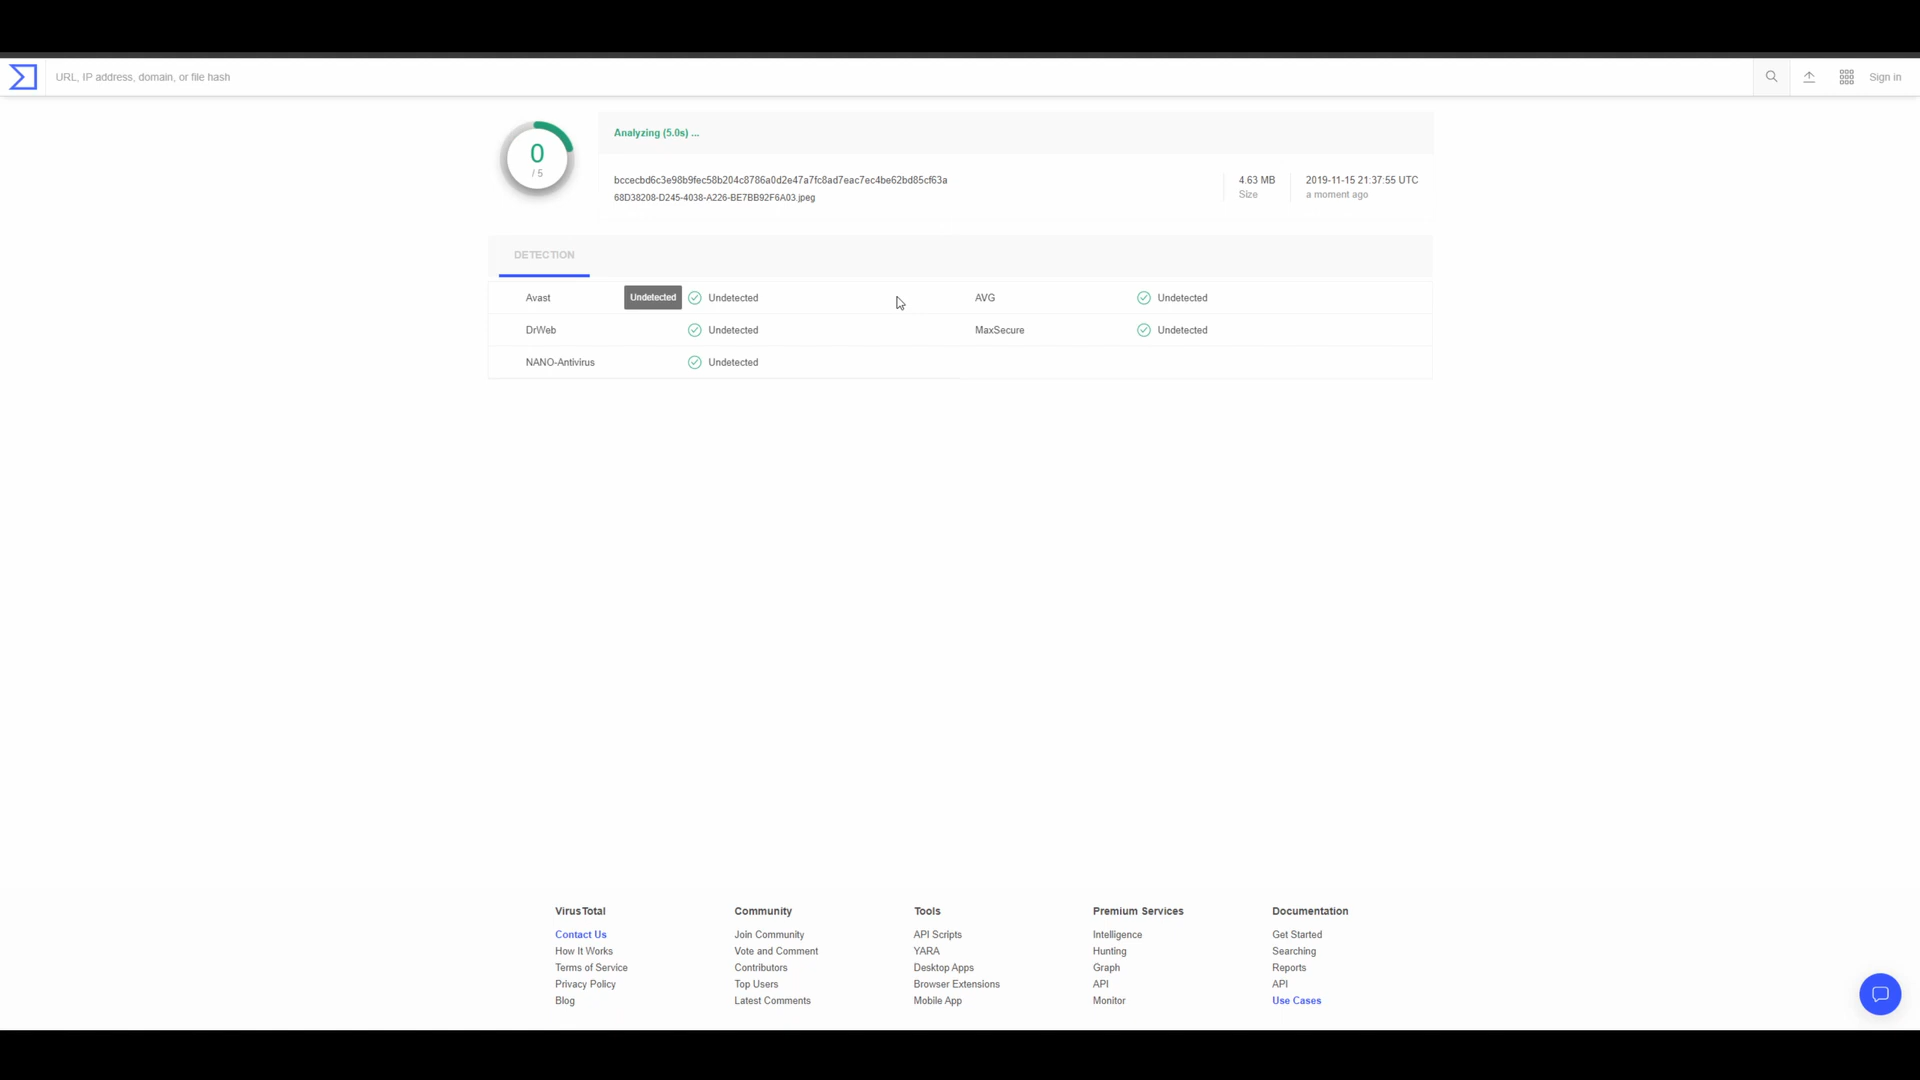 URL, IP address, domain, or file hash
Sign in
0
/ 5
Analyzing (5.0s) ...
bccecbd6c3e98b9fec58b204c8786a0d2e47a7fc8ad7eac7ec4be62bd85cf63a
68D38208-D245-4038-A226-BE7BB92F6A03.jpeg
4.63 MB
Size
2019-11-15 21:37:55 UTC
a moment ago
DETECTION
Avast Undetected Undetected AVG Undetected
DrWeb Undetected MaxSecure Undetected
NANO-Antivirus Undetected
VirusTotal
Contact Us
How It Works
Terms of Service
Privacy Policy
Blog
Community
Join Community
Vote and Comment
Contributors
Top Users
Latest Comments
Tools
API Scripts
YARA
Desktop Apps
Browser Extensions
Mobile App
Premium Services
Intelligence
Hunting
Graph
API
Monitor
Documentation
Get Started
Searching
Reports
API
Use Cases